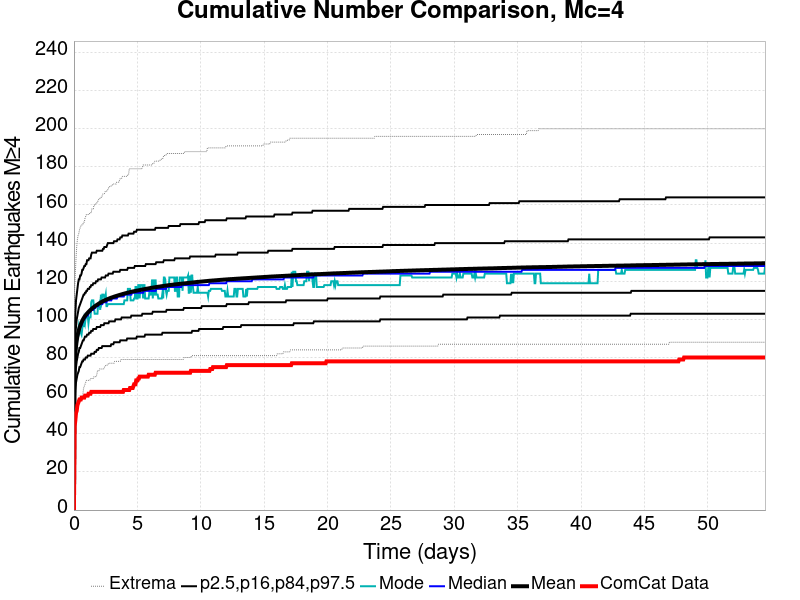 Cumulative Number Comparison, Mc=4
Cumulative Num Earthquakes M≥4
240
220
200
180
160
140
120
100
80
60
40
20
0
0 5 10 15 20 25 30 35 40 45 50
Time (days)
Extrema p2.5,p16,p84,p97.5 Mode Median Mean ComCat Data